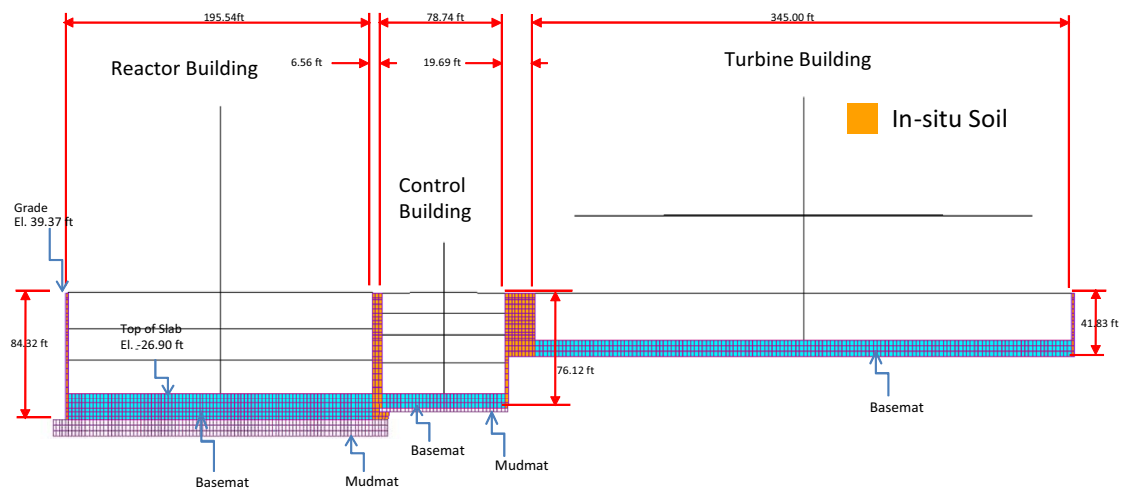 195.54ft
78.74 ft
345.00 ft
6.56 ft
19.69 ft
Reactor Building
Turbine Building
In-situ Soil
Control
Building
Grade
El. 39.37 ft
Top of Slab
El. -26.90 ft
84.32 ft
76.12 ft
41.83 ft
Basemat
Basemat
Mudmat
Basemat
Mudmat